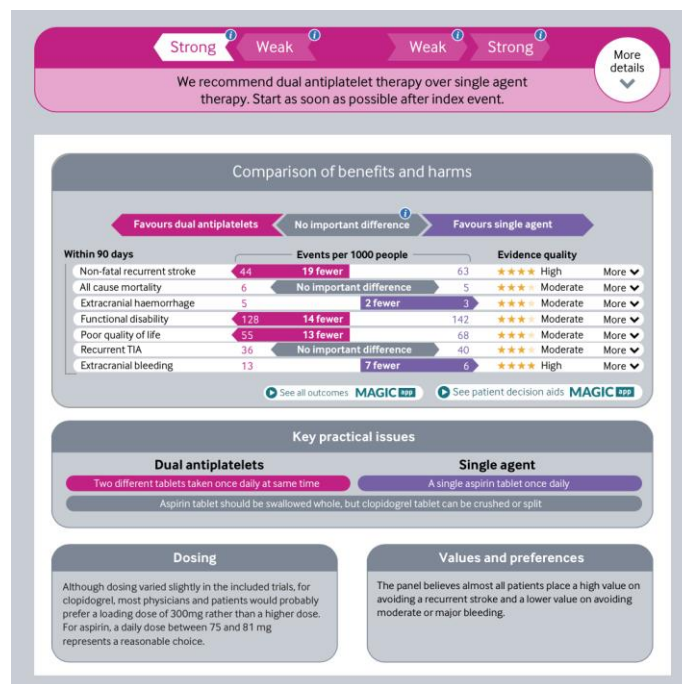 Strong
Weak
Weak
Strong
More
details
We recommend dual antiplatelet therapy over single agent
therapy. Start as soon as possible after index event.
Comparison of benefits and harms
Favours dual antiplatelets No important difference Favours single agent
Within 90 days Events per 1000 people Evidence quality
Non-fatal recurrent stroke 44 19 fewer 63 High More
All cause mortality 6 No important difference 5 Moderate More
Extracranial haemorrhage 5 2 fewer 3 Moderate More
Functional disability 128 14 fewer 142 Moderate More
Poor quality of life 55 13 fewer 68 Moderate More
Recurrent TIA 36 No important difference 40 Moderate More
Extracranial bleeding 13 7 fewer 6 High More
See all outcomes MAGIC app See patient decision aids MAGIC app
Key practical issues
Dual antiplatelets Single agent
Two different tablets taken once daily at same time A single aspirin tablet once daily
Aspirin tablet should be swallowed whole, but clopidogrel tablet can be crushed or split
Dosing
Although dosing varied slightly in the included trials, for
clopidogrel, most physicians and patients would probably
prefer a loading dose of 300mg rather than a higher dose.
For aspirin, a daily dose between 75 and 81 mg
represents a reasonable choice.
Values and preferences
The panel believes almost all patients place a high value on
avoiding a recurrent stroke and a lower value on avoiding
moderate or major bleeding.